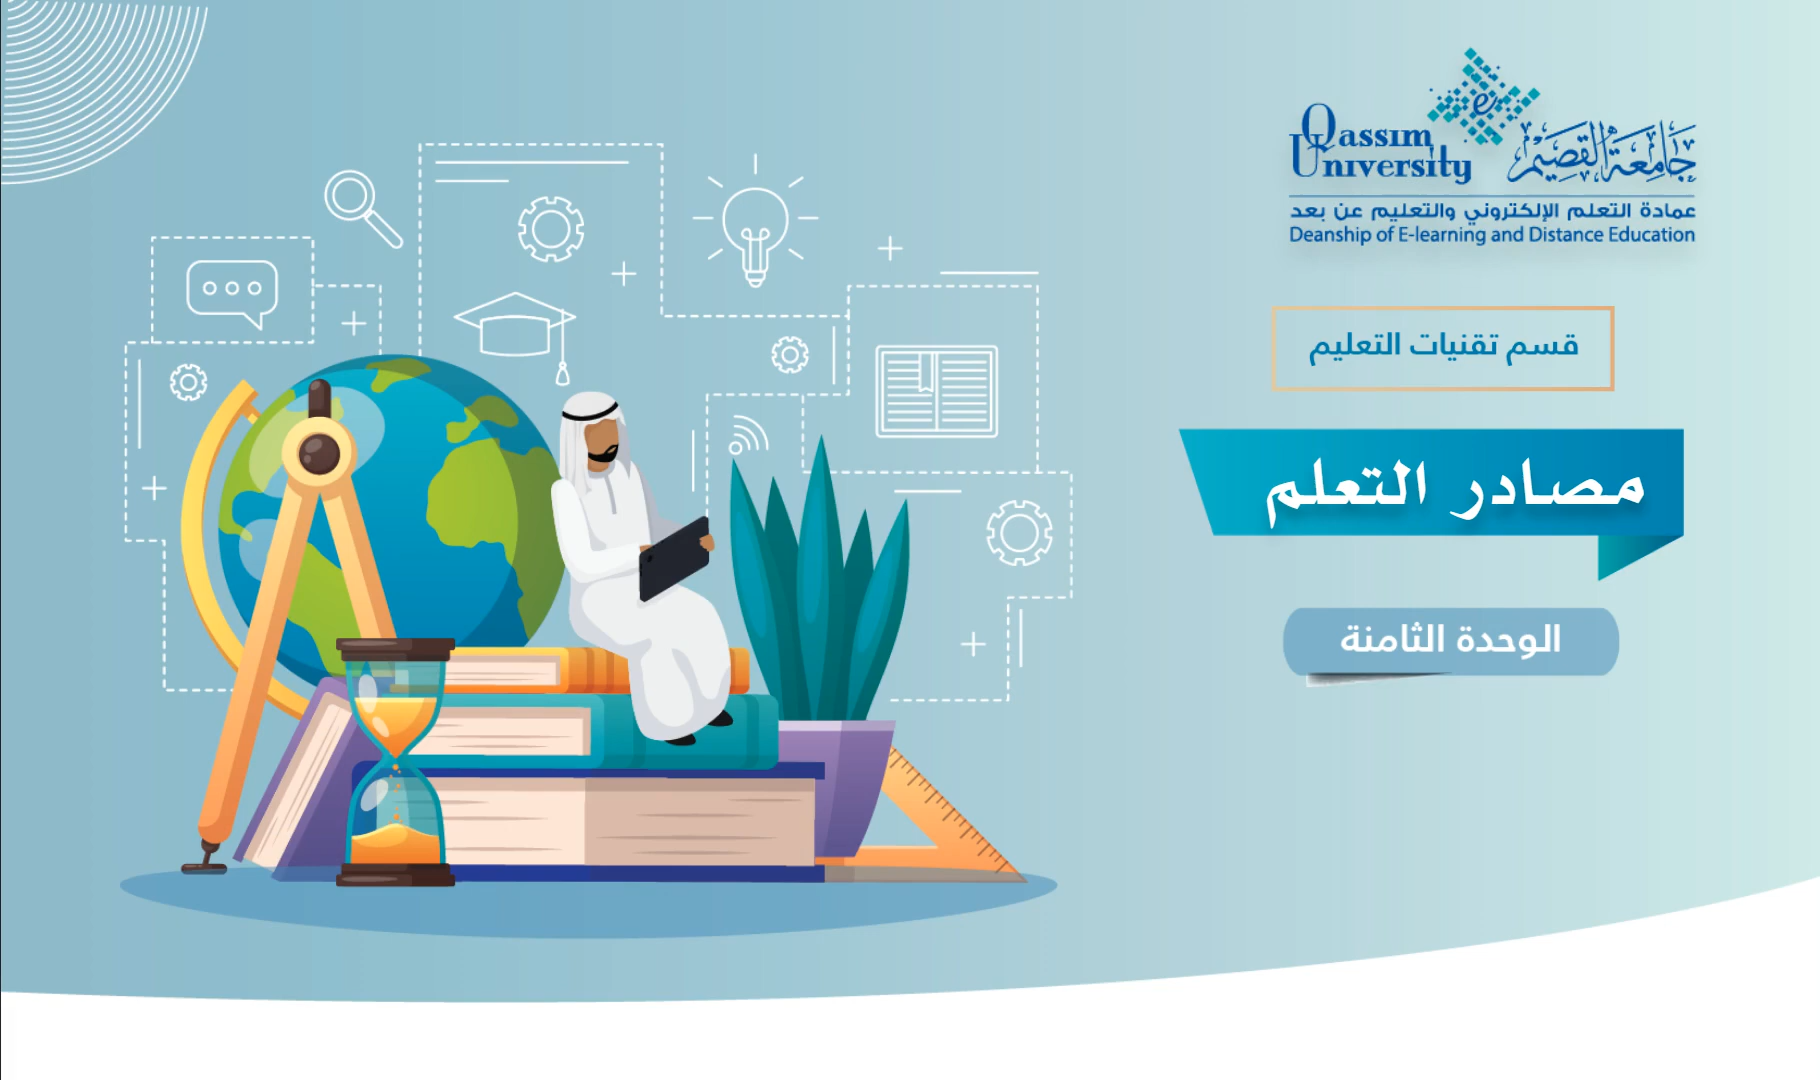 Qassim
University
جامعة القصيم
عمادة التعلم الإلكتروني والتعليم عن بعد
Deanship of E-learning and Distance Education
قسم تقنيات التعليم
مصادر التعلم
الوحدة الثامنة